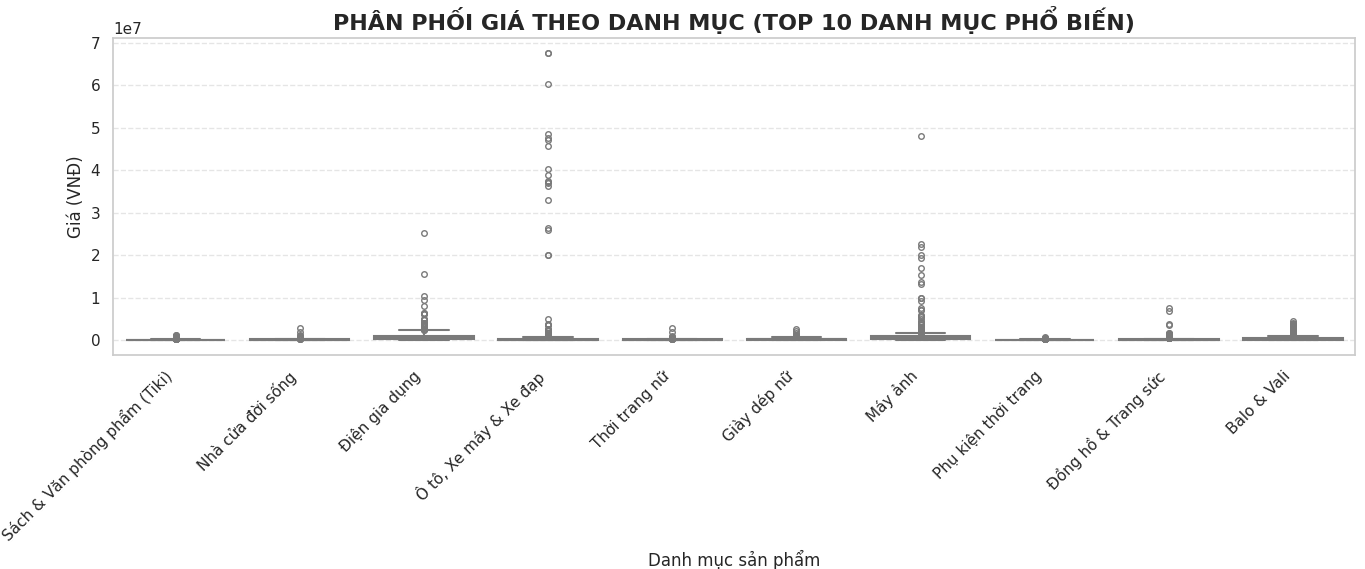 PHÂN PHỐI GIÁ THEO DANH MỤC (TOP 10 DANH MỤC PHỔ BIẾN)
1e7
7
6
5
4
3
2
1
0
Giá (VNĐ)
Sách & Văn phòng phẩm (Tiki)
Nhà cửa đời sống
Điện gia dụng
Ô tô, Xe máy & Xe đạp
Thời trang nữ
Giày dép nữ
Máy ảnh
Phụ kiện thời trang
Đồng hồ & Trang sức
Balo & Vali
Danh mục sản phẩm